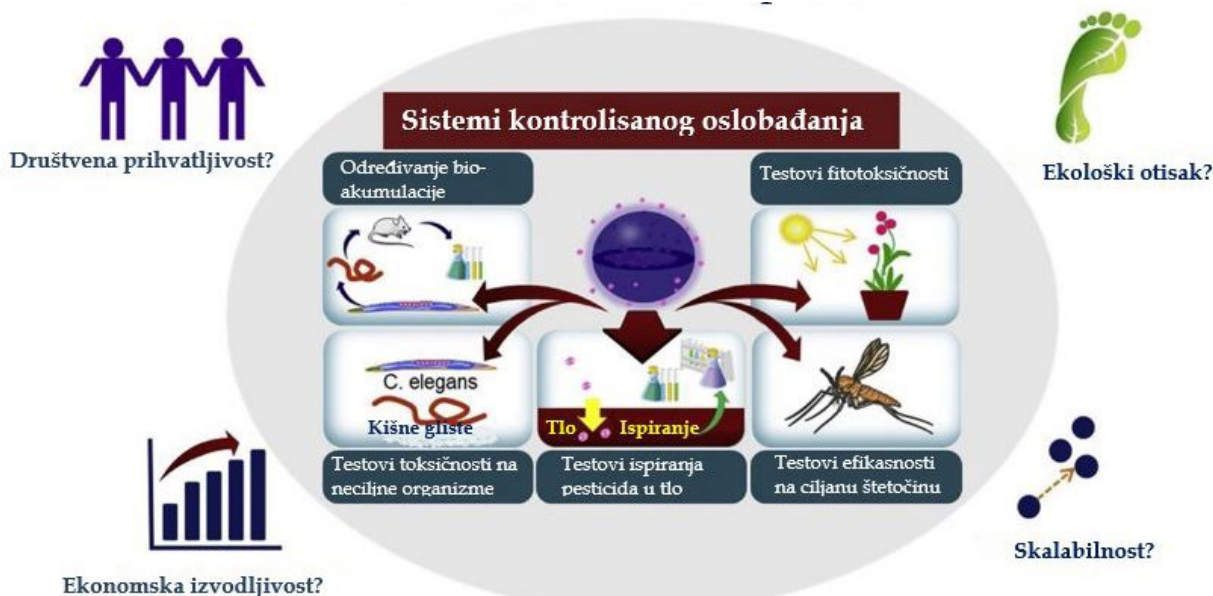 Društvena prihvatljivost?
Ekološki otisak?
Sistemi kontrolisanog oslobađanja
Određivanje bio-
akumulacije
Testovi fitotoksičnosti
C. elegans
Kišne gliste
Tlo
Ispiranje
Testovi toksičnosti na
neciljne organizme
Testovi ispiranja
pesticida u tlo
Testovi efikasnosti
na ciljanu štetočinu
Ekonomska izvodljivost?
Skalabilnost?